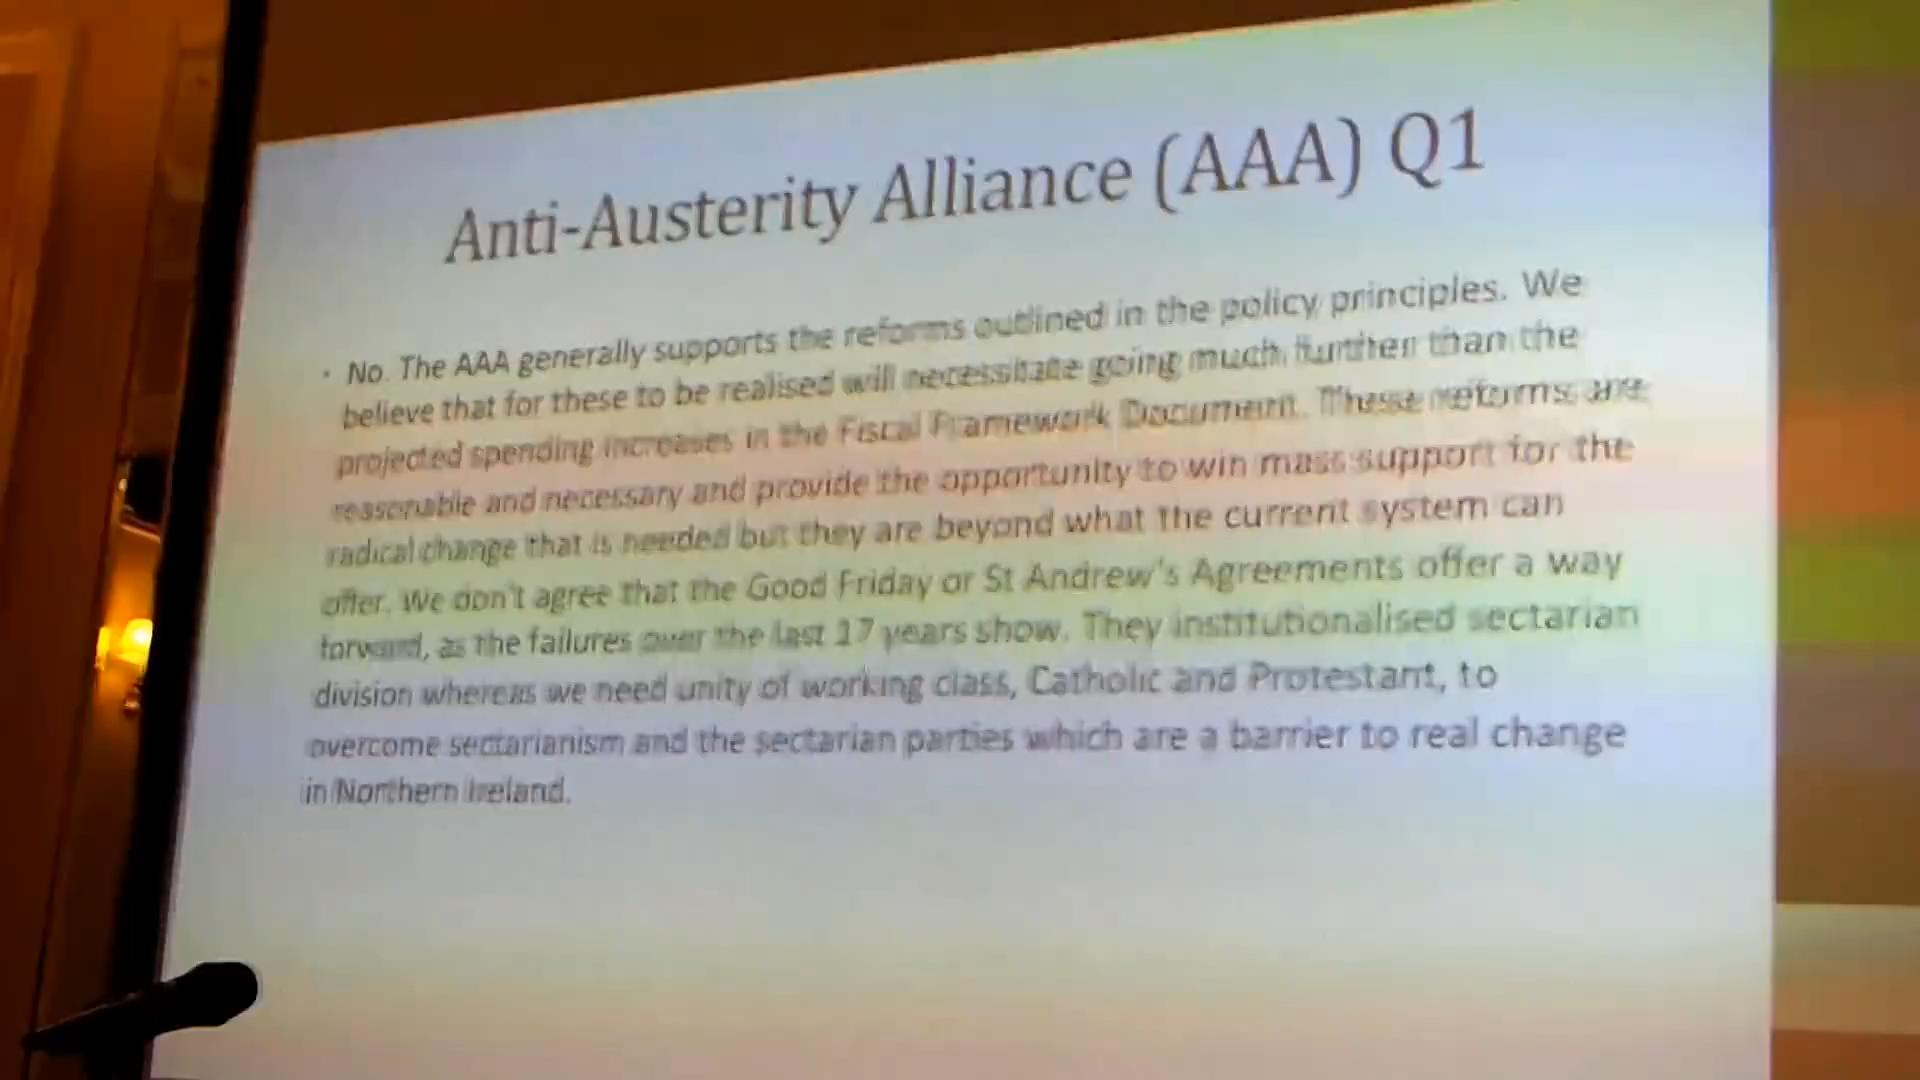 Anti-Austerity Alliance (AAA) Q1
• No. The AAA generally supports the reforms outlined in the policy principles. We
believe that for these to be realised will necessitate going much further than the
projected spending increases in the Fiscal Framework Document. These reforms are
reasonable and necessary and provide the opportunity to win mass support for the
radical change that is needed but they are beyond what the current system can
offer. We don't agree that the Good Friday or St Andrew's Agreements offer a way
forward, as the failures over the last 17 years show. They institutionalised sectarian
division whereas we need unity of working class, Catholic and Protestant, to
overcome sectarianism and the sectarian parties which are a barrier to real change
in Northern Ireland.